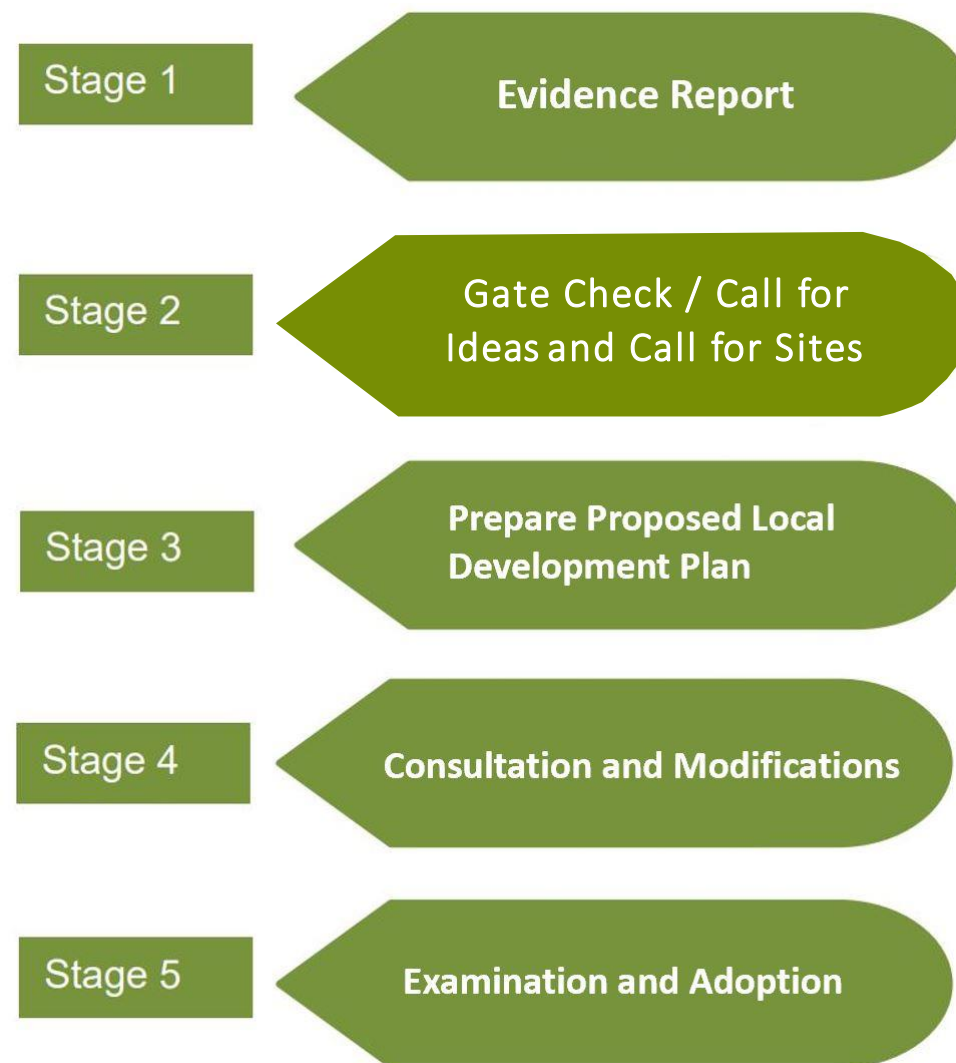 Stage 1
Evidence Report
Stage 2
Gate Check / Call for
Ideas and Call for Sites
Stage 3
Prepare Proposed Local
Development Plan
Stage 4
Consultation and Modifications
Stage 5
Examination and Adoption